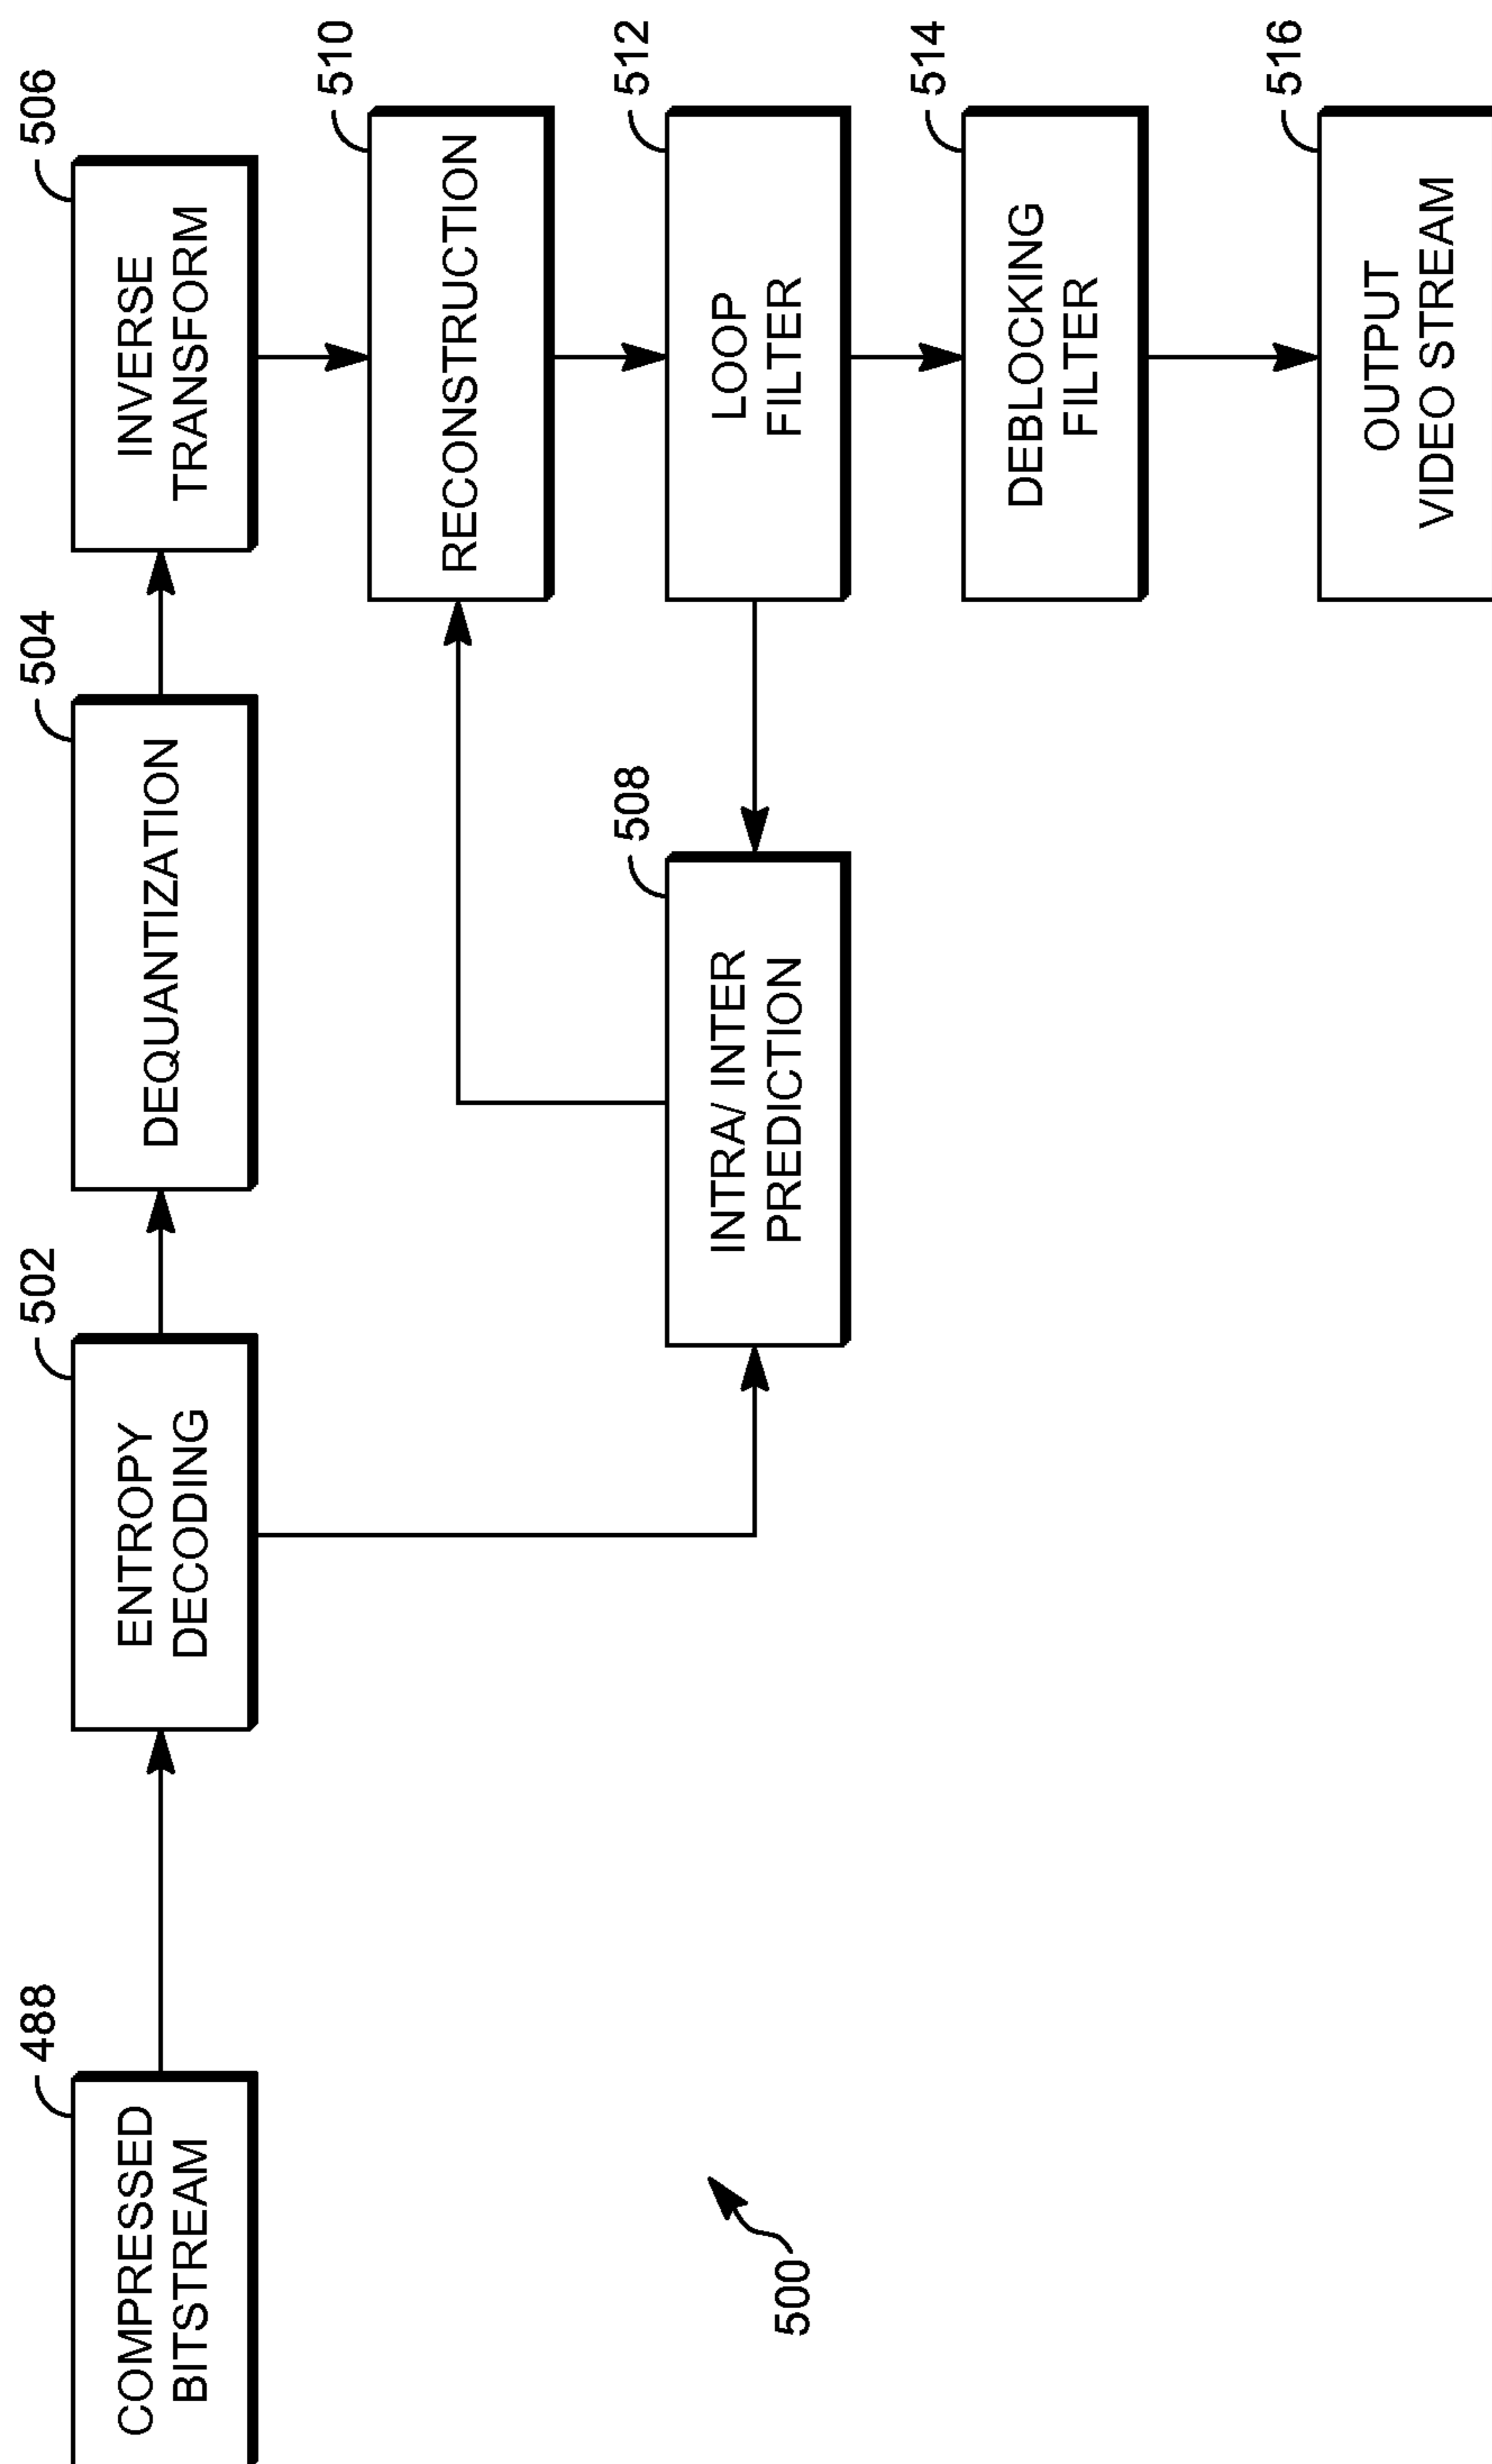 488
COMPRESSED
BITSTREAM
502
ENTROPY
DECODING
504
DEQUANTIZATION
506
INVERSE
TRANSFORM
510
RECONSTRUCTION
508
INTRA/ INTER
PREDICTION
512
LOOP
FILTER
514
DEBLOCKING
FILTER
516
OUTPUT
VIDEO STREAM
500